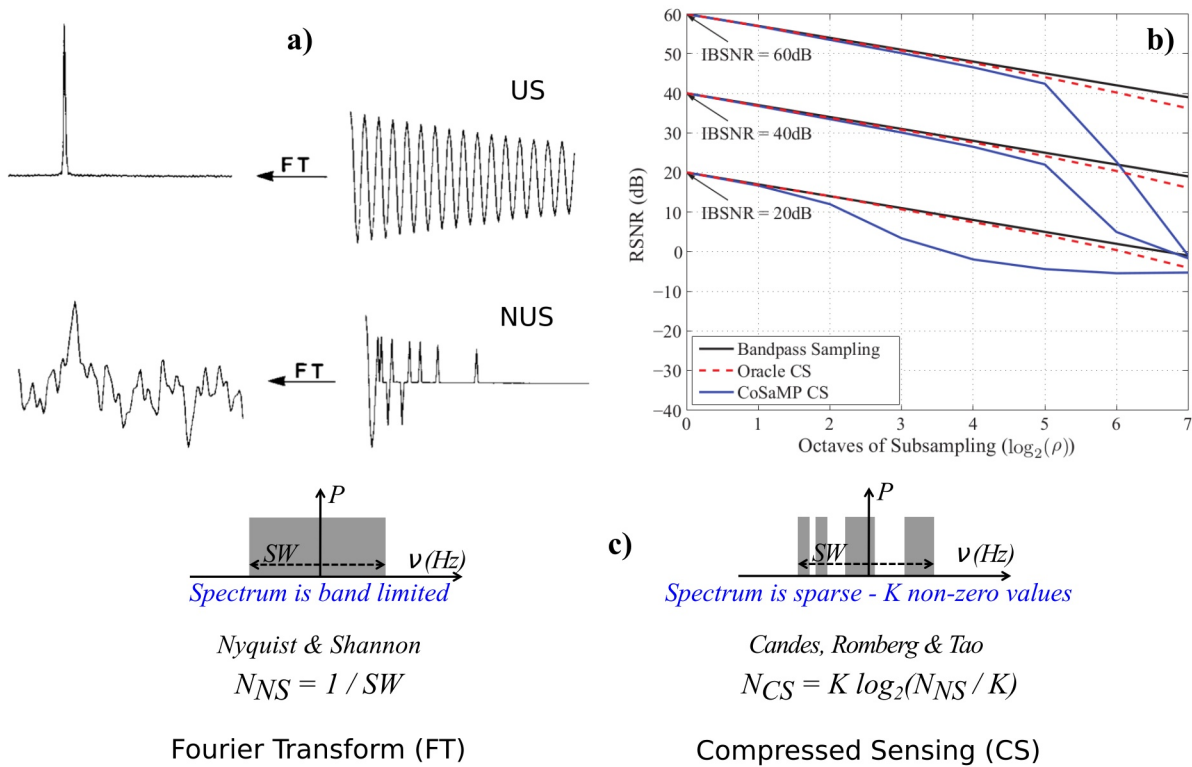 a)
US
FT
NUS
FT
b)
60
50
40
30
20
10
0
−10
−20
−30
−40
RSNR (dB)
IBSNR = 60dB
IBSNR = 40dB
IBSNR = 20dB
Bandpass Sampling
Oracle CS
CoSaMP CS
0 1 2 3 4 5 6 7
Octaves of Subsampling (log₂(ρ))
c)
P
SW
ν (Hz)
Spectrum is band limited
Nyquist & Shannon
N_NS = 1 / SW
Fourier Transform (FT)
P
SW
ν (Hz)
Spectrum is sparse - K non-zero values
Candes, Romberg & Tao
N_CS = K log₂(N_NS / K)
Compressed Sensing (CS)